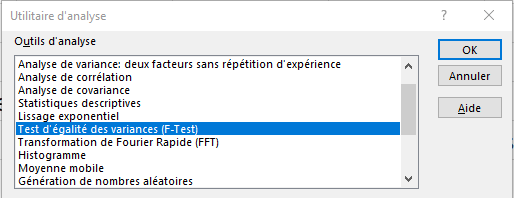 Utilitaire d'analyse
?
Outils d'analyse
Analyse de variance: deux facteurs sans répétition d'expérience
Analyse de corrélation
Analyse de covariance
Statistiques descriptives
Lissage exponentiel
Test d'égalité des variances (F-Test)
Transformation de Fourier Rapide (FFT)
Histogramme
Moyenne mobile
Génération de nombres aléatoires
OK
Annuler
Aide